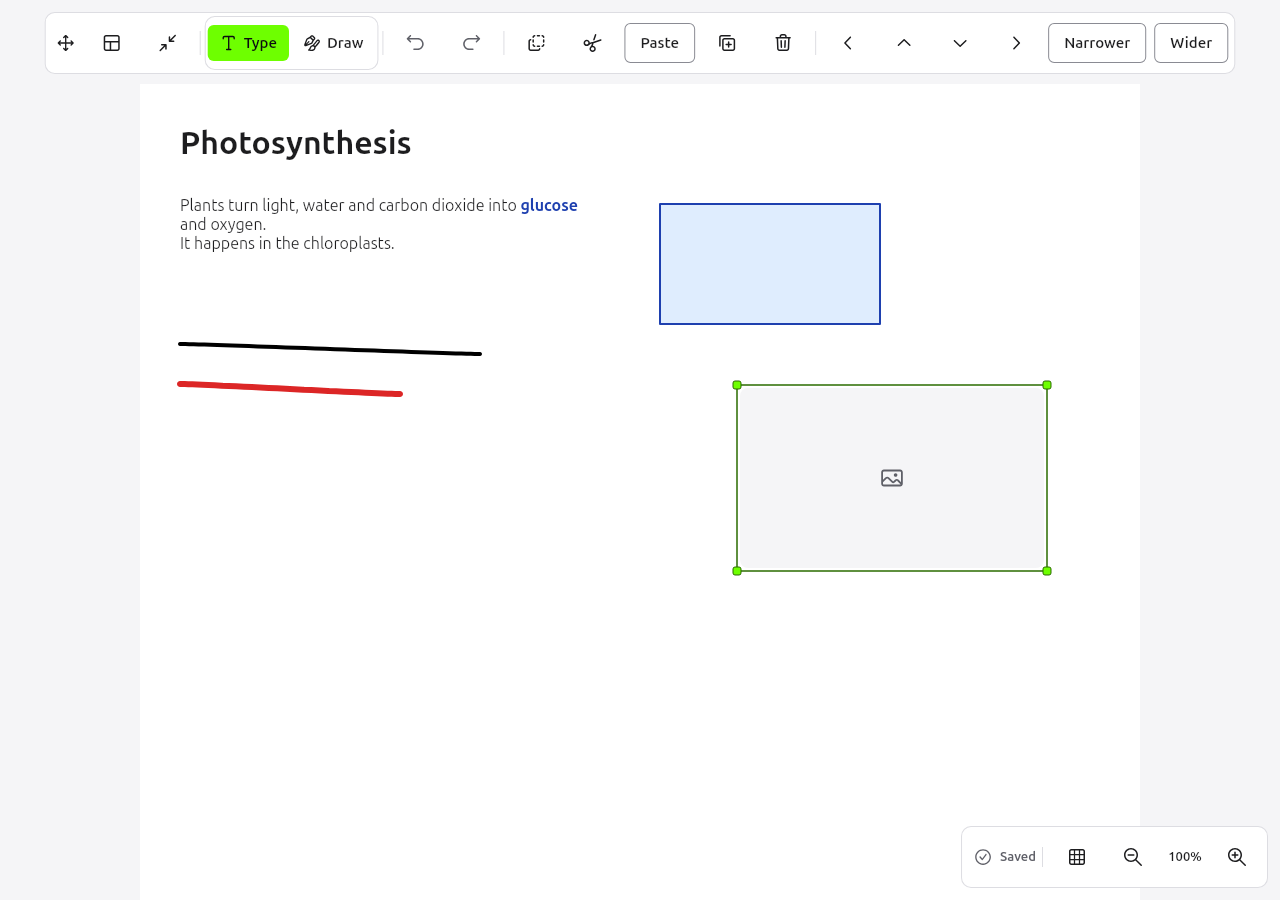 Type Draw Paste Narrower Wider
Photosynthesis
Plants turn light, water and carbon dioxide into glucose
and oxygen.
It happens in the chloroplasts.
Saved 100%